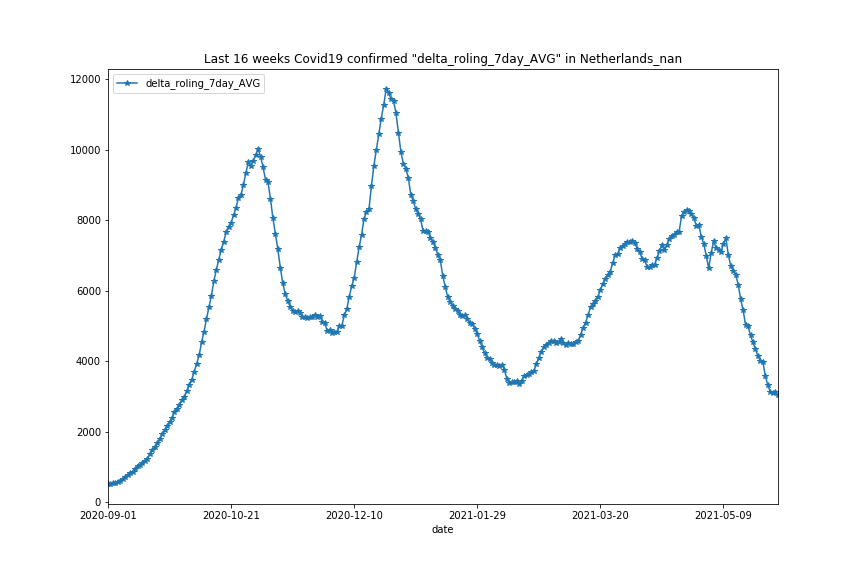 Last 16 weeks Covid19 confirmed "delta_roling_7day_AVG" in Netherlands_nan
delta_roling_7day_AVG
12000
10000
8000
6000
4000
2000
0
2020-09-01 2020-10-21 2020-12-10 2021-01-29 2021-03-20 2021-05-09
date